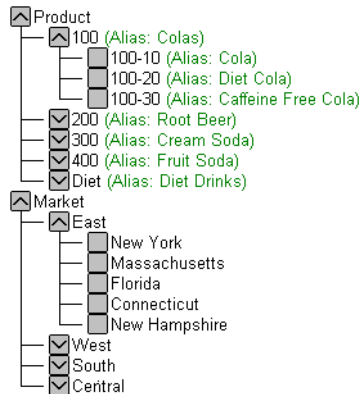 Product
100 (Alias: Colas)
100-10 (Alias: Cola)
100-20 (Alias: Diet Cola)
100-30 (Alias: Caffeine Free Cola)
200 (Alias: Root Beer)
300 (Alias: Cream Soda)
400 (Alias: Fruit Soda)
Diet (Alias: Diet Drinks)
Market
East
New York
Massachusetts
Florida
Connecticut
New Hampshire
West
South
Central